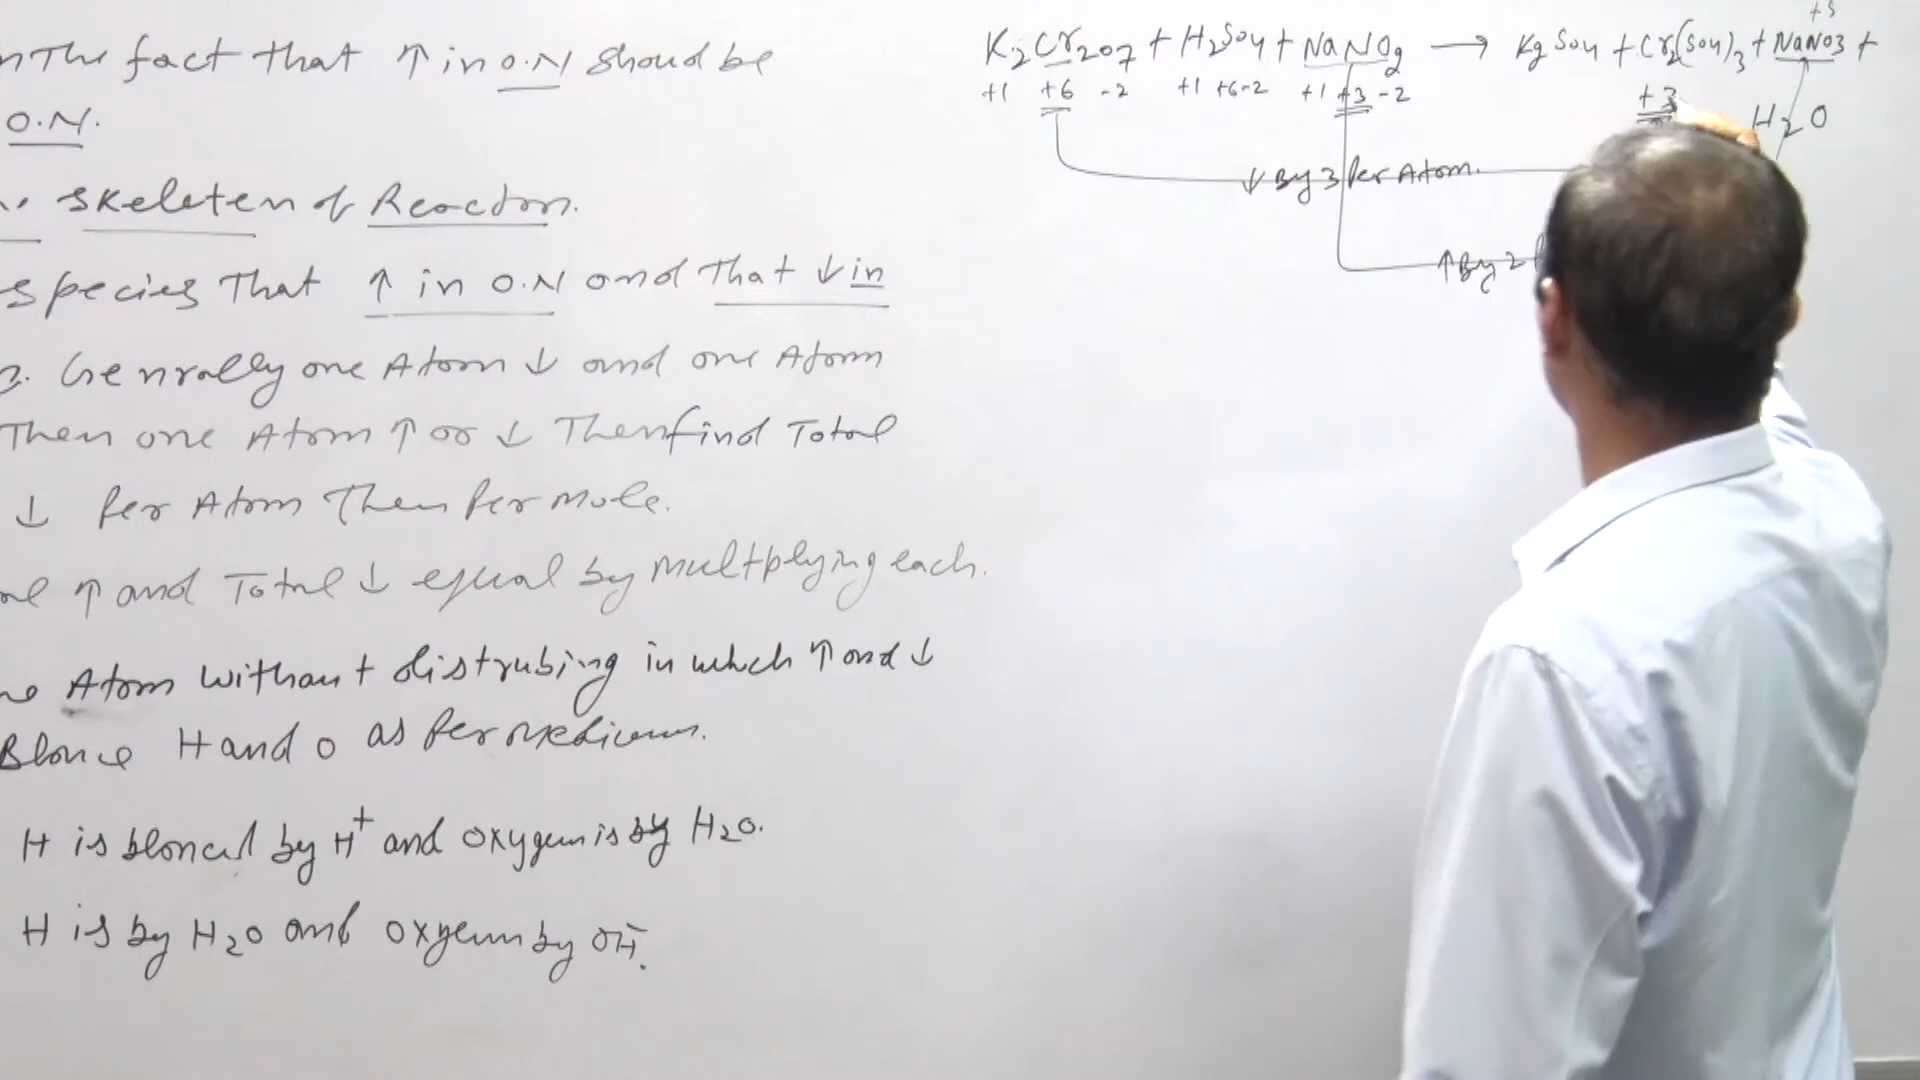 The fact that ↑ in O.N should be
O.N.
skeleten of Reaction.
species That ↑ in O.N and that ↓ in
Genrally one Atom ↓ and one Atom
Then one Atom ↑ or ↓ Then find Total
↓ Per Atom Then Per mole.
↑ and Total ↓ equal by multplying each.
Atom without distrubing in which ↑ and ↓
Blance H and O as Per medium.
H is blonced by H+ and oxygen is by H2O.
H is by H2O and oxygen by OH-.
K2Cr2O7 + H2SO4 + NaNO2 → K2SO4 + Cr2(SO4)3 + NaNO3 +
+5
+1 +6 -2 +1 +6 -2 +1 +3 -2 +3 H2O
↓ By 3 Per Atom.
↑ By 2